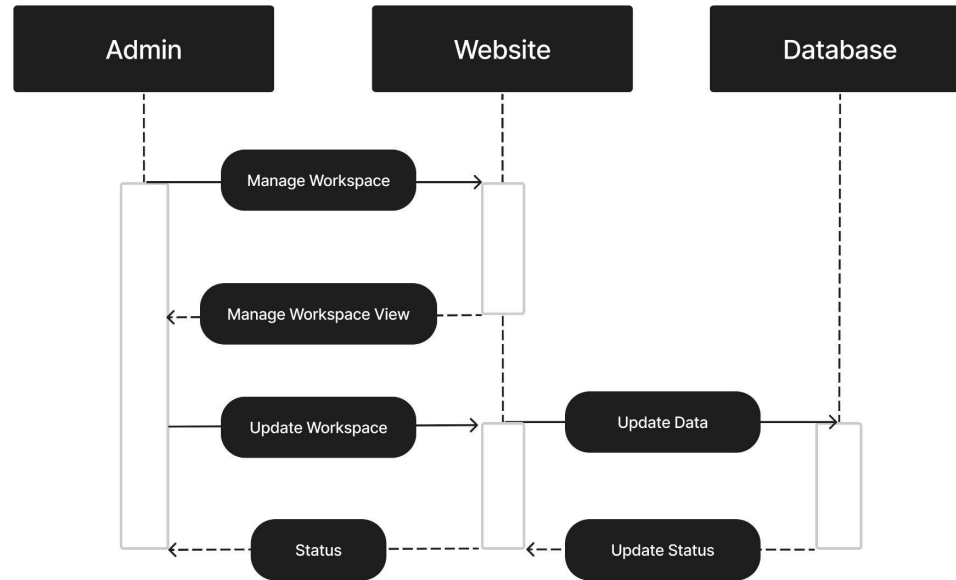 Admin
Website
Database
Manage Workspace
Manage Workspace View
Update Workspace
Update Data
Status
Update Status